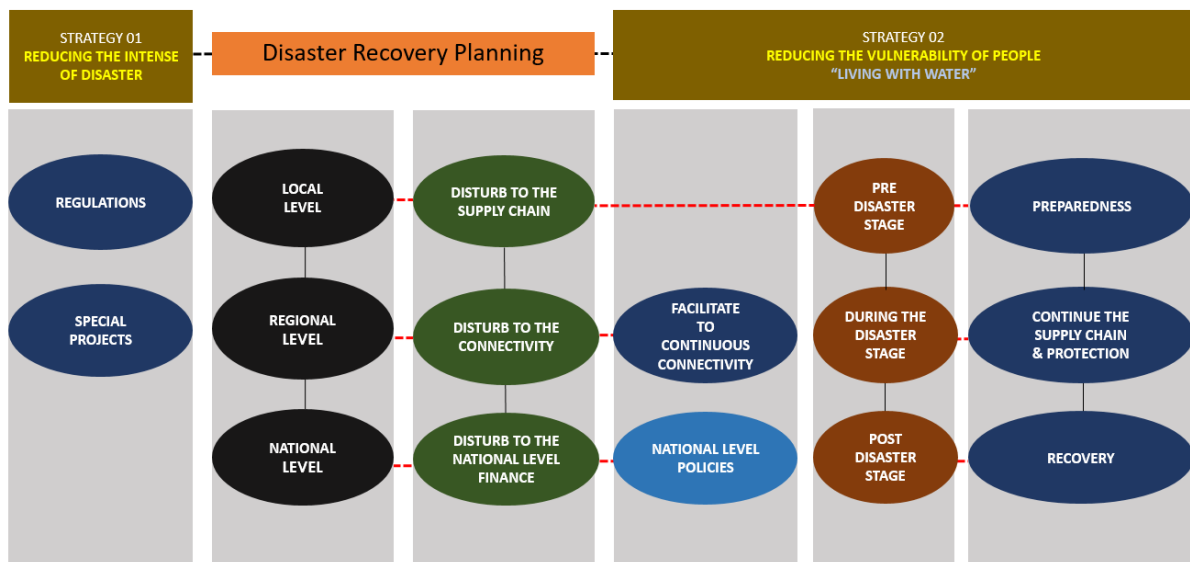 STRATEGY 01
REDUCING THE INTENSE
OF DISASTER
Disaster Recovery Planning
STRATEGY 02
REDUCING THE VULNERABILITY OF PEOPLE
“LIVING WITH WATER”
REGULATIONS
SPECIAL
PROJECTS
LOCAL
LEVEL
REGIONAL
LEVEL
NATIONAL
LEVEL
DISTURB TO THE
SUPPLY CHAIN
DISTURB TO THE
CONNECTIVITY
DISTURB TO THE
NATIONAL LEVEL
FINANCE
FACILITATE
TO
CONTINUOUS
CONNECTIVITY
NATIONAL LEVEL
POLICIES
PRE
DISASTER
STAGE
DURING THE
DISASTER
STAGE
POST
DISASTER
STAGE
PREPAREDNESS
CONTINUE THE
SUPPLY CHAIN
& PROTECTION
RECOVERY